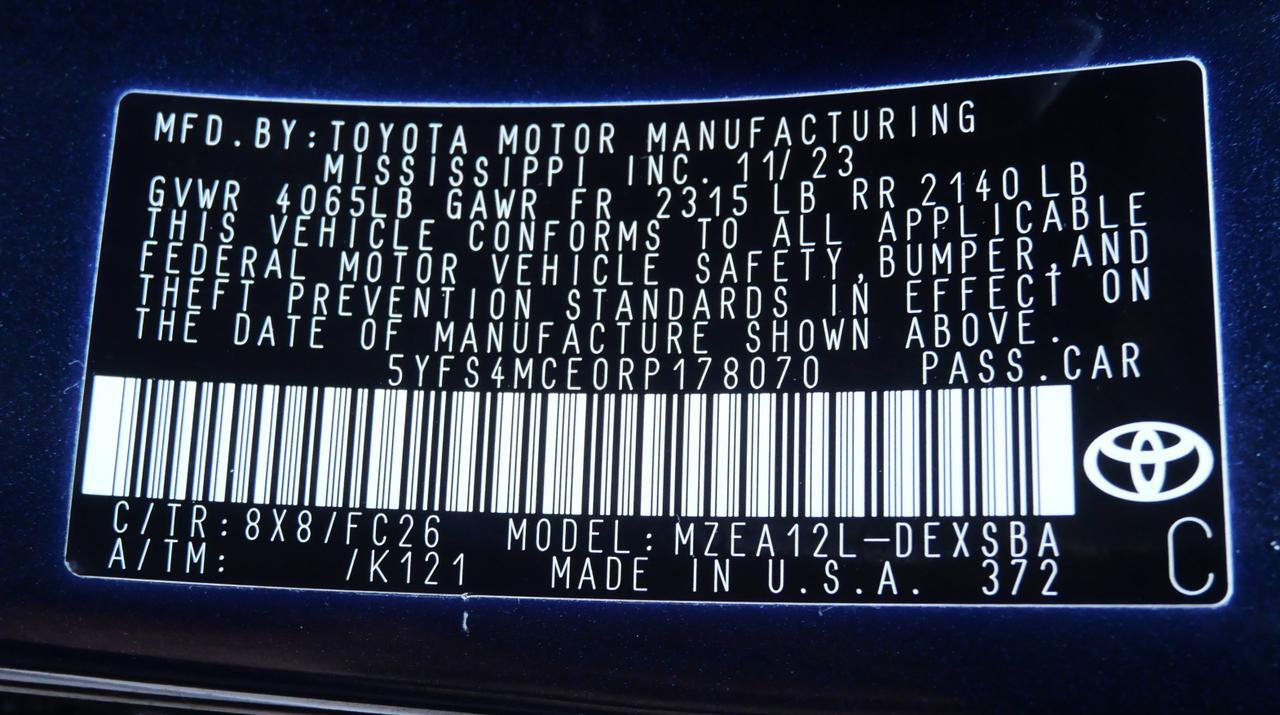 MFD.BY:TOYOTA MOTOR MANUFACTURING
MISSISSIPPI INC. 11/23
GVWR 4065LB GAWR FR 2315 LB RR 2140LB
THIS VEHICLE CONFORMS TO ALL APPLICABLE
FEDERAL MOTOR VEHICLE SAFETY,BUMPER,AND
THEFT PREVENTION STANDARDS IN EFFECT ON
THE DATE OF MANUFACTURE SHOWN ABOVE.
5YFS4MCE0RP178070 PASS.CAR
C/TR:8X8/FC26 MODEL:MZEA12L-DEXSBA
A/TM: /K121 MADE IN U.S.A. 372
C